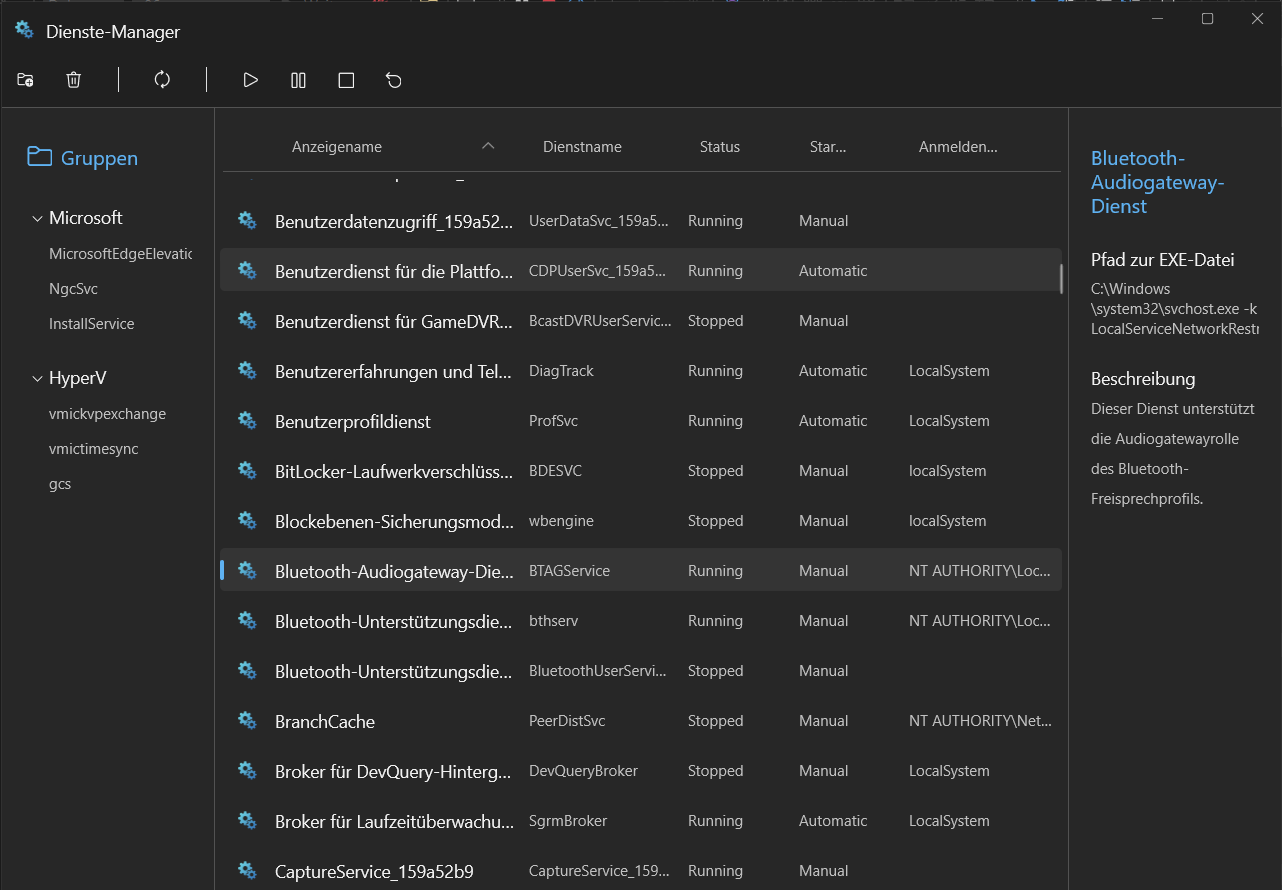 Dienste-Manager
Gruppen
Microsoft
MicrosoftEdgeElevatic
NgcSvc
InstallService
HyperV
vmickvpexchange
vmictimesync
gcs
Anzeigename Dienstname Status Star... Anmelden...
Benutzerdatenzugriff_159a52... UserDataSvc_159a5... Running Manual
Benutzerdienst für die Plattfo... CDPUserSvc_159a5... Running Automatic
Benutzerdienst für GameDVR... BcastDVRUserServic... Stopped Manual
Benutzererfahrungen und Tel... DiagTrack Running Automatic LocalSystem
Benutzerprofildienst ProfSvc Running Automatic LocalSystem
BitLocker-Laufwerkverschlüss... BDESVC Stopped Manual localSystem
Blockebenen-Sicherungsmod... wbengine Stopped Manual localSystem
Bluetooth-Audiogateway-Die... BTAGService Running Manual NT AUTHORITY\Loc...
Bluetooth-Unterstützungsdie... bthserv Running Manual NT AUTHORITY\Loc...
Bluetooth-Unterstützungsdie... BluetoothUserServi... Stopped Manual
BranchCache PeerDistSvc Stopped Manual NT AUTHORITY\Net...
Broker für DevQuery-Hinterg... DevQueryBroker Stopped Manual LocalSystem
Broker für Laufzeitüberwachu... SgrmBroker Running Automatic LocalSystem
CaptureService_159a52b9 CaptureService_159... Running Manual
Bluetooth-
Audiogateway-
Dienst
Pfad zur EXE-Datei
C:\Windows
\system32\svchost.exe -k
LocalServiceNetworkRestr
Beschreibung
Dieser Dienst unterstützt
die Audiogatewayrolle
des Bluetooth-
Freisprechprofils.